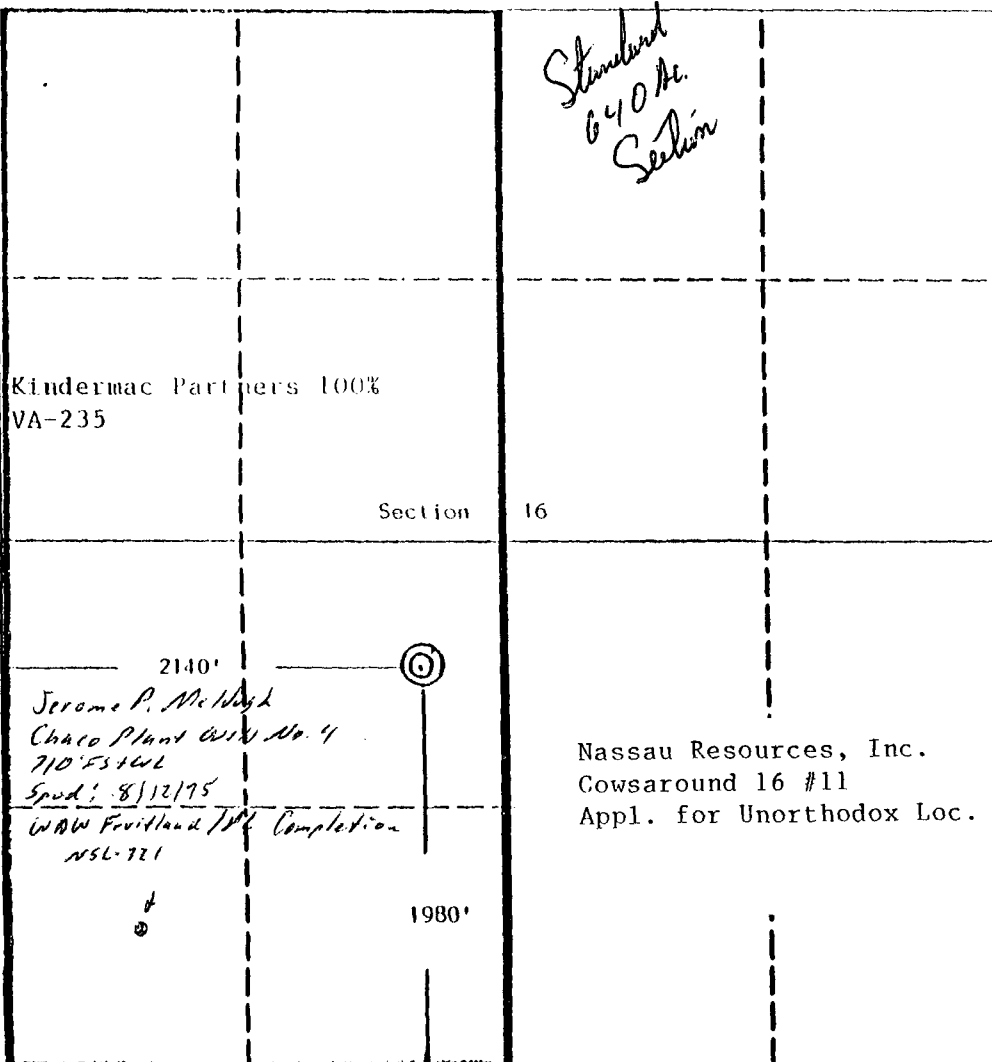 Standard
640 Ac.
Section
Kindermac Partners 100%
VA-235
Section 16
2140'
Jerome P. McHugh
Chaco Plant Well No. 4
710' FS+WL
Spud: 8/12/75
WAW Fruitland / PC Completion
1980'
Nassau Resources, Inc.
Cowsaround 16 #11
Appl. for Unorthodox Loc.